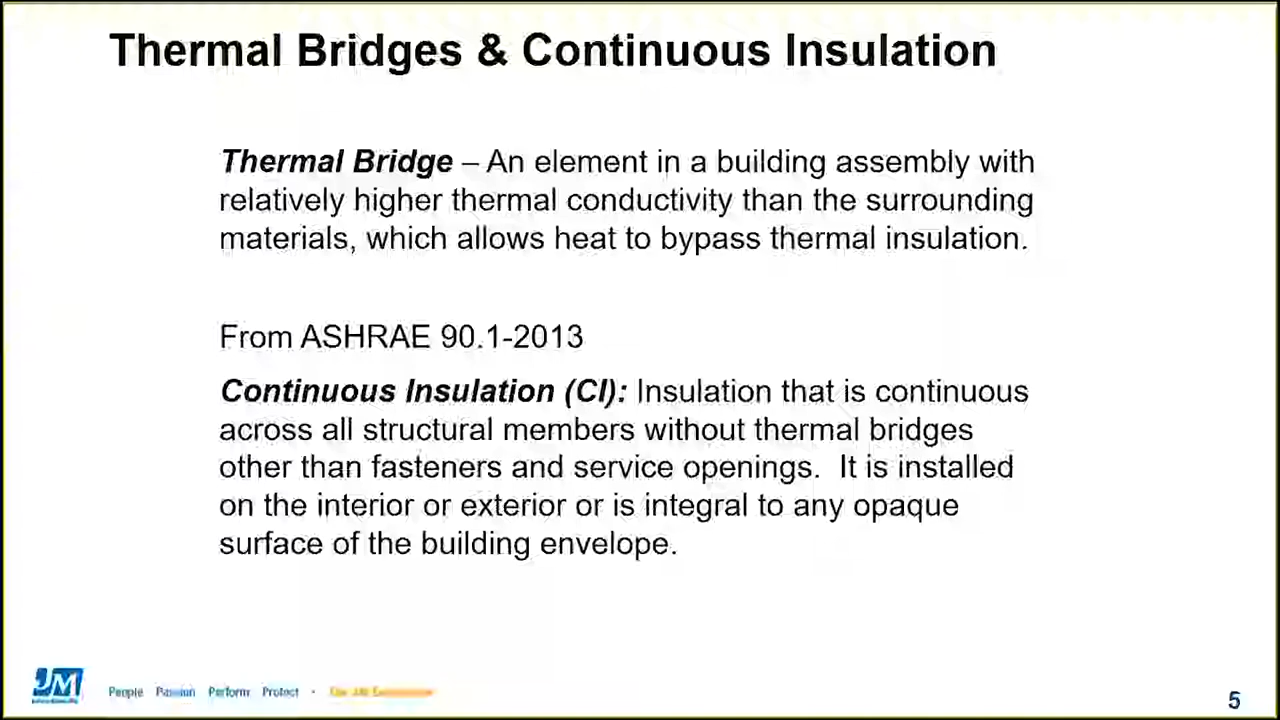 Thermal Bridges & Continuous Insulation
Thermal Bridge – An element in a building assembly with
relatively higher thermal conductivity than the surrounding
materials, which allows heat to bypass thermal insulation.
From ASHRAE 90.1-2013
Continuous Insulation (CI): Insulation that is continuous
across all structural members without thermal bridges
other than fasteners and service openings. It is installed
on the interior or exterior or is integral to any opaque
surface of the building envelope.
JM
People Passion Perform Protect · The JM Experience
5